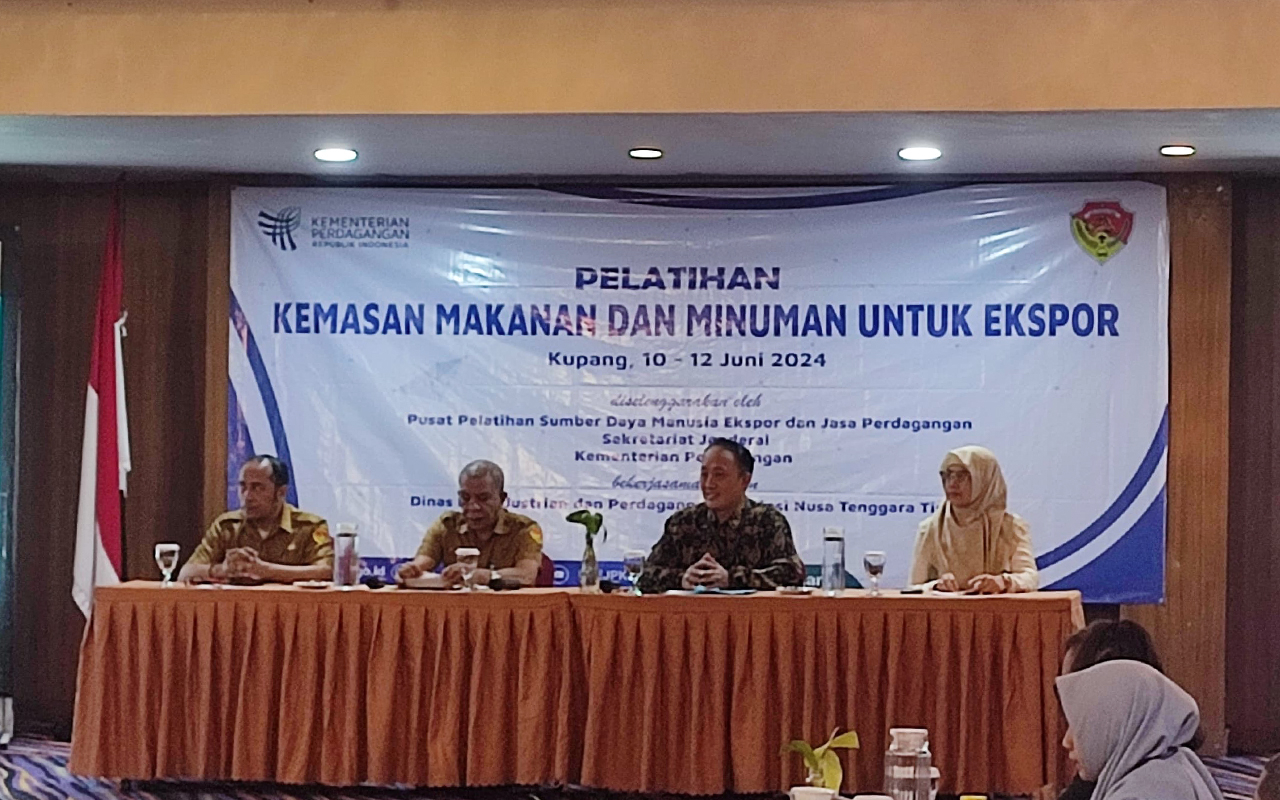 KEMENTERIAN
PERDAGANGAN
REPUBLIK INDONESIA
PELATIHAN
KEMASAN MAKANAN DAN MINUMAN UNTUK EKSPOR
Kupang, 10 - 12 Juni 2024
diselenggarakan oleh
Pusat Pelatihan Sumber Daya Manusia Ekspor dan Jasa Perdagangan
Sekretariat Jenderal
Kementerian
bekerjasama
Dinas dan Nusa Tenggara